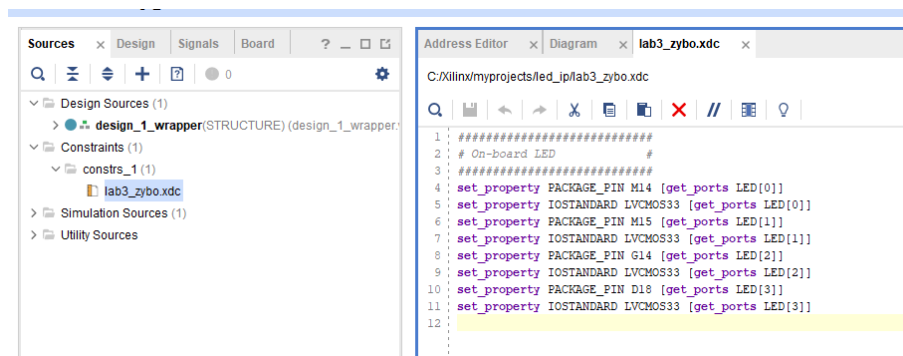 Sources × Design Signals Board ? _ □
0
Design Sources (1)
design_1_wrapper(STRUCTURE) (design_1_wrapper.
Constraints (1)
constrs_1 (1)
lab3_zybo.xdc
Simulation Sources (1)
Utility Sources
Address Editor × Diagram × lab3_zybo.xdc ×
C:/Xilinx/myprojects/led_ip/lab3_zybo.xdc
1 ############################
2 # On-board LED #
3 ############################
4 set_property PACKAGE_PIN M14 [get_ports LED[0]]
5 set_property IOSTANDARD LVCMOS33 [get_ports LED[0]]
6 set_property PACKAGE_PIN M15 [get_ports LED[1]]
7 set_property IOSTANDARD LVCMOS33 [get_ports LED[1]]
8 set_property PACKAGE_PIN G14 [get_ports LED[2]]
9 set_property IOSTANDARD LVCMOS33 [get_ports LED[2]]
10 set_property PACKAGE_PIN D18 [get_ports LED[3]]
11 set_property IOSTANDARD LVCMOS33 [get_ports LED[3]]
12